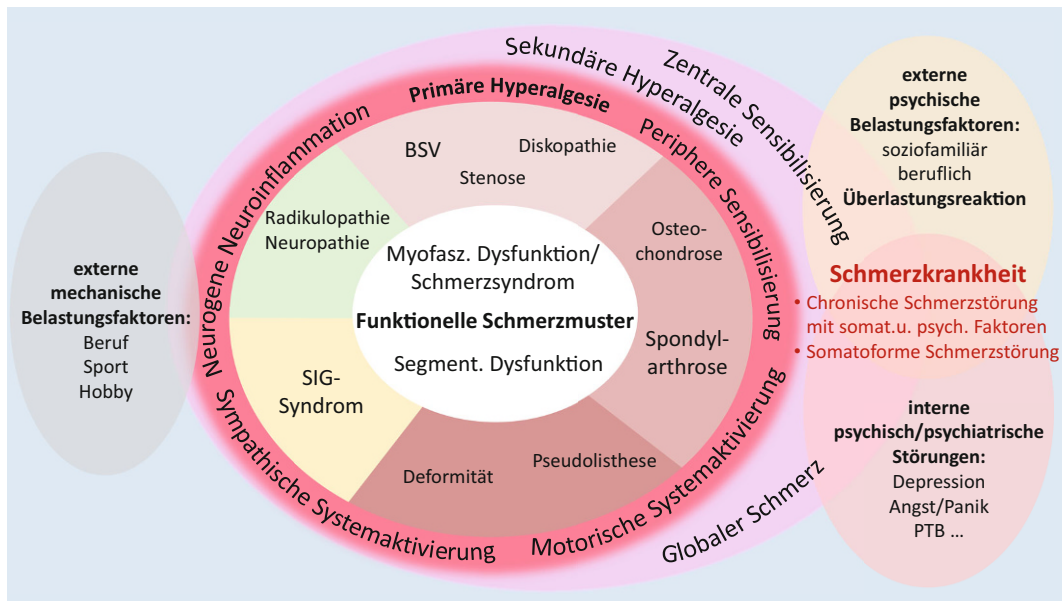 Zentrale Sensibilisierung
Sekundäre Hyperalgesie
Primäre Hyperalgesie
Neurogene Neuroinflammation
Periphere Sensibilisierung
BSV
Diskopathie
Stenose
Radikulopathie
Neuropathie
Osteo-
chondrose
Myofasz. Dysfunktion/
Schmerzsyndrom
Funktionelle Schmerzmuster
Segment. Dysfunktion
Spondyl-
arthrose
SIG-
Syndrom
Deformität
Pseudolisthese
Sympathische Systemaktivierung
Motorische Systemaktivierung
Globaler Schmerz
externe
mechanische
Belastungsfaktoren:
Beruf
Sport
Hobby
externe
psychische
Belastungsfaktoren:
soziofamiliär
beruflich
Überlastungsreaktion
Schmerzkrankheit
• Chronische Schmerzstörung
mit somat.u. psych. Faktoren
• Somatoforme Schmerzstörung
interne
psychisch/psychiatrische
Störungen:
Depression
Angst/Panik
PTB ...